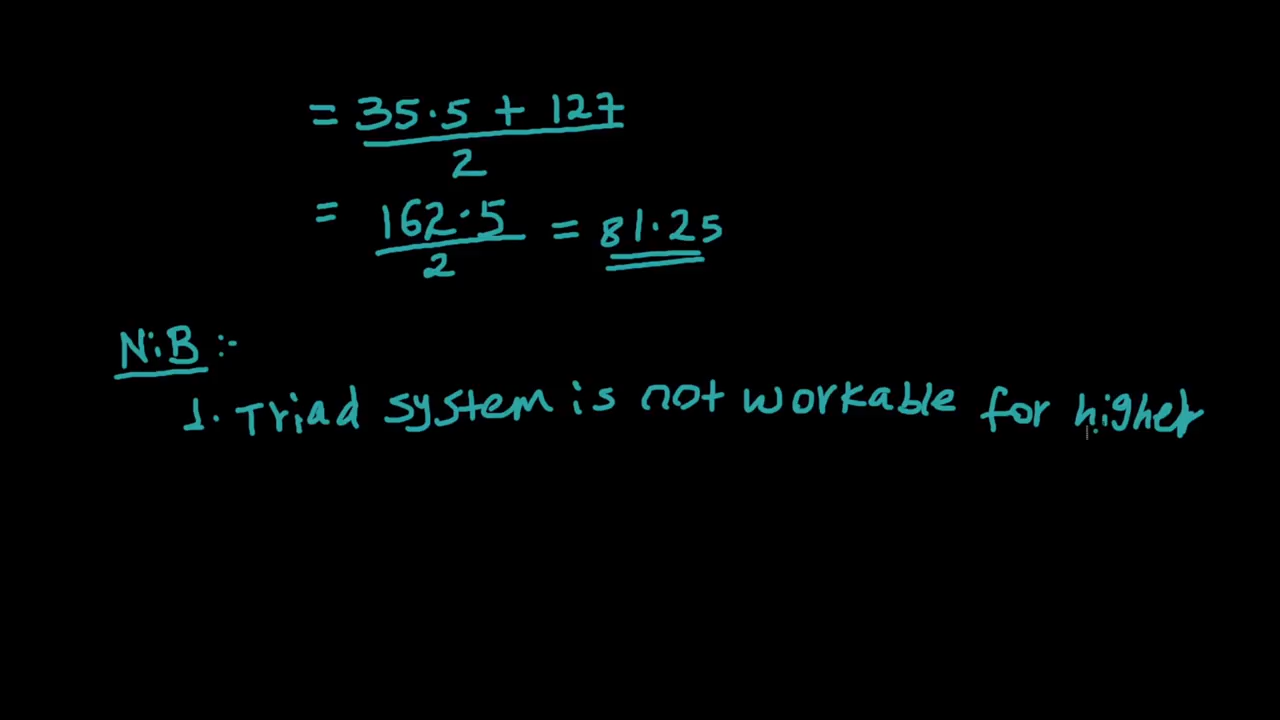 = 35.5 + 127
2
= 162.5 = 81.25
2
N.B :-
1. Triad system is not workable for higher